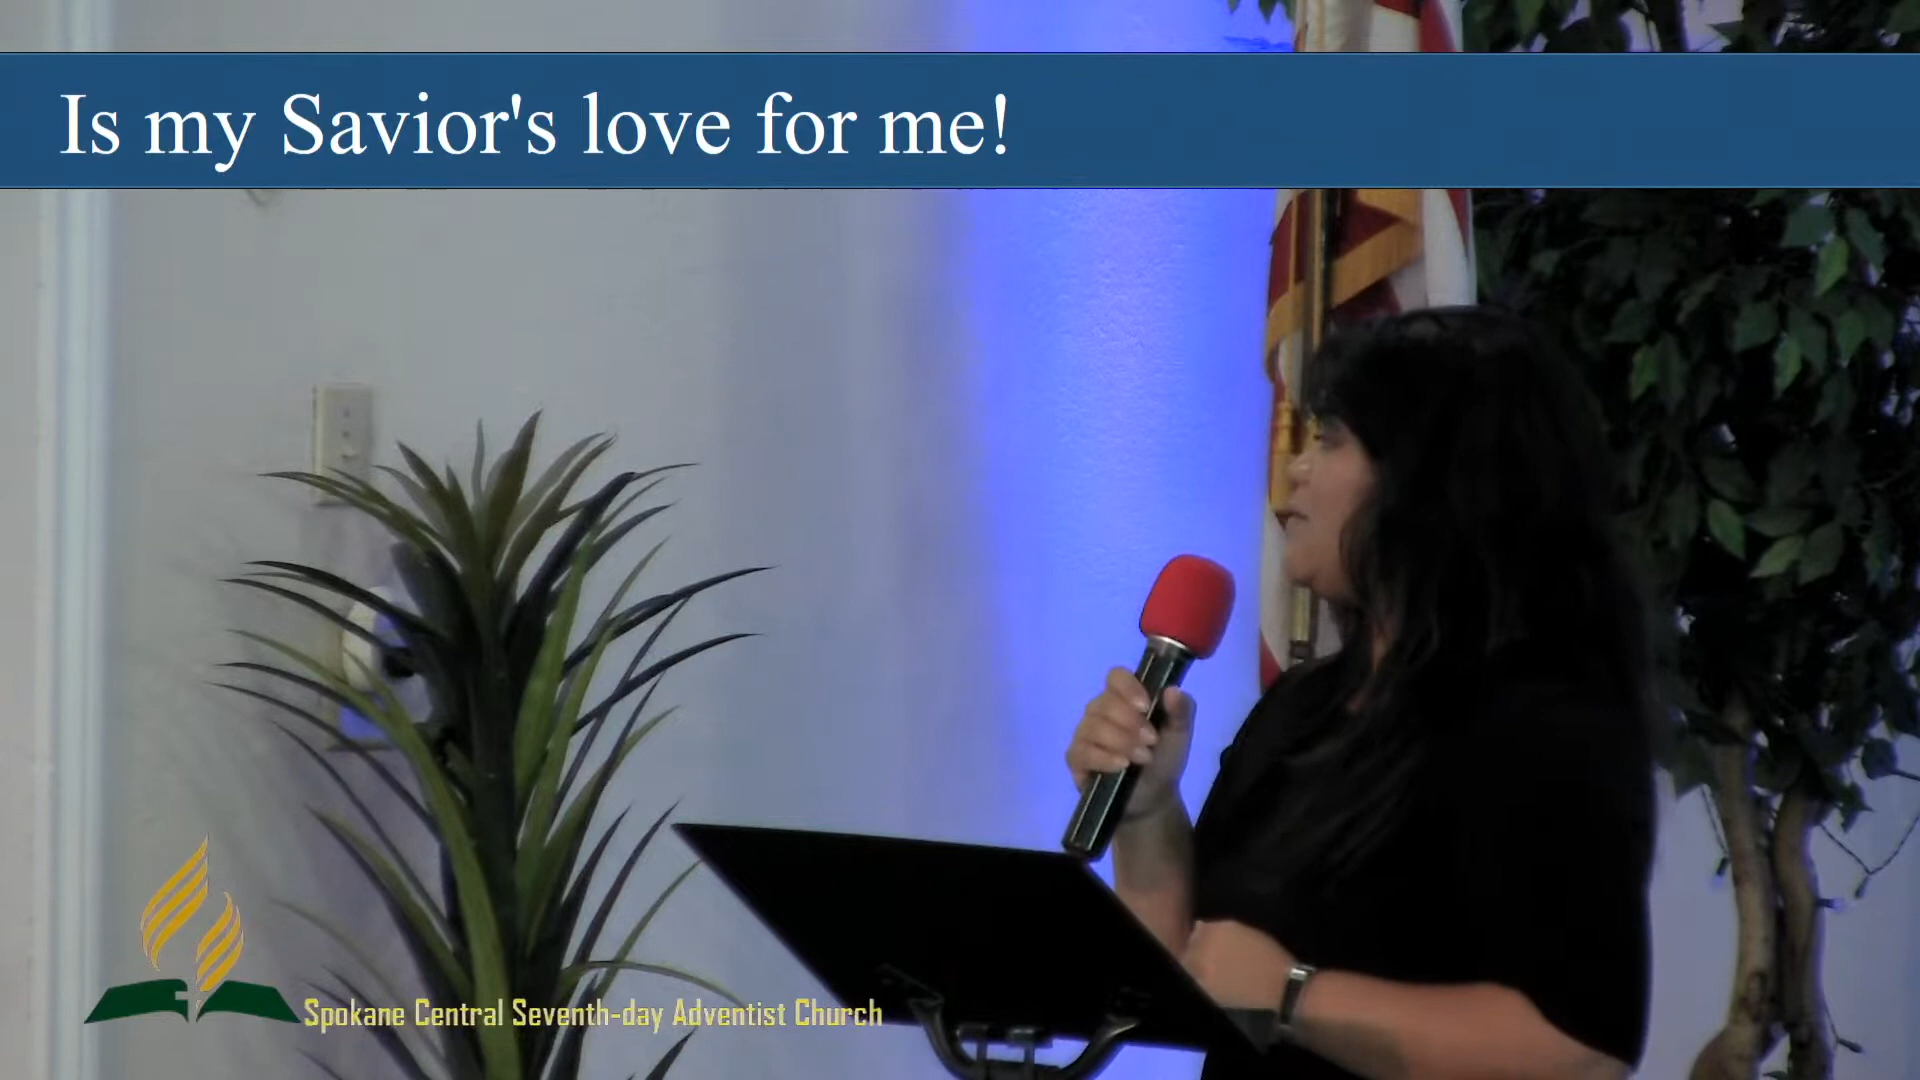 Is my Savior's love for me!
Spokane Central Seventh-day Adventist Church